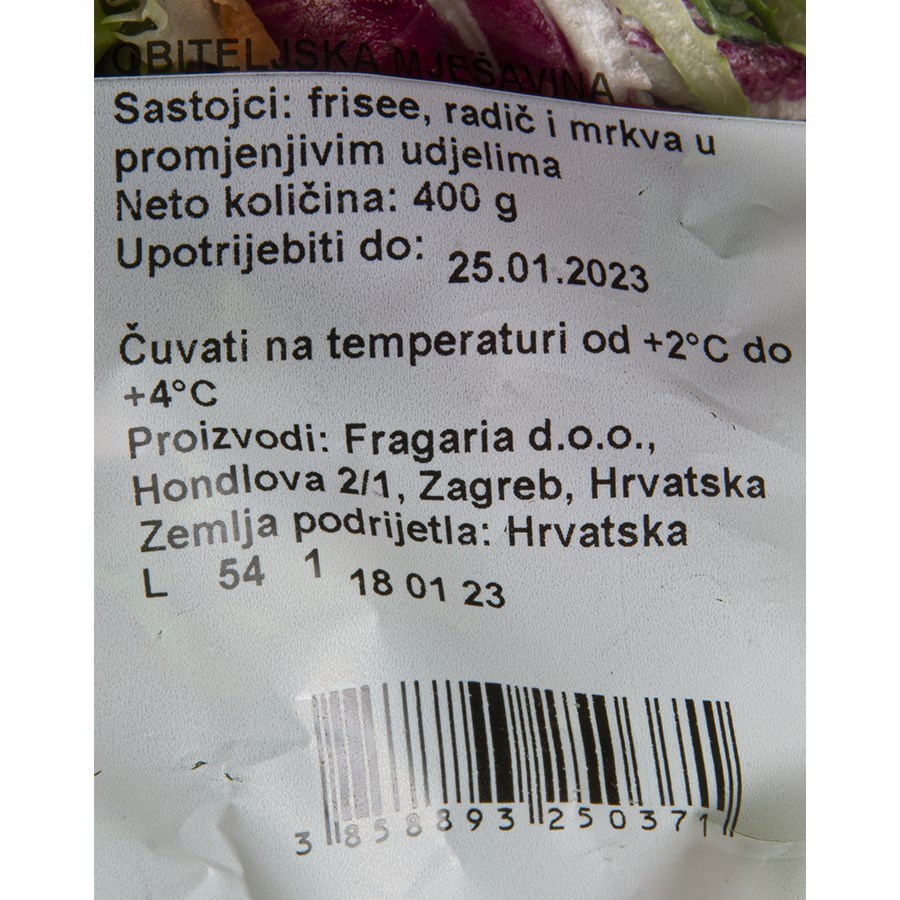 OBITELJSKA MJEŠAVINA
Sastojci: frisee, radič i mrkva u
promjenjivim udjelima
Neto količina: 400 g
Upotrijebiti do: 25.01.2023
Čuvati na temperaturi od +2°C do
+4°C
Proizvodi: Fragaria d.o.o.,
Hondlova 2/1, Zagreb, Hrvatska
Zemlja podrijetla: Hrvatska
L 54 1 18 01 23
3 858893 250371